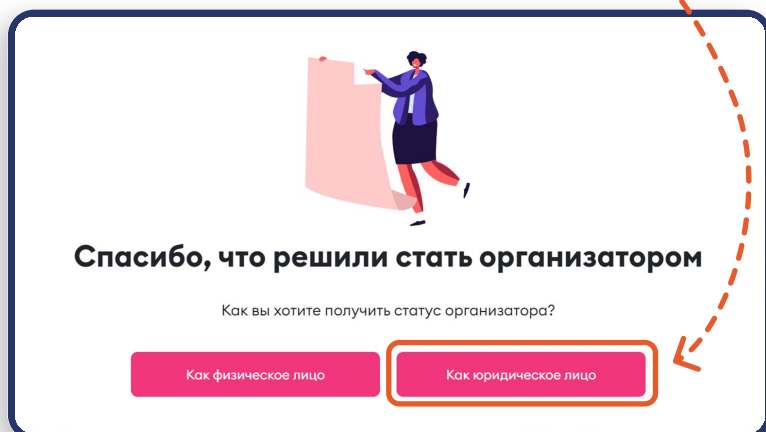 Спасибо, что решили стать организатором
Как вы хотите получить статус организатора?
Как физическое лицо
Как юридическое лицо